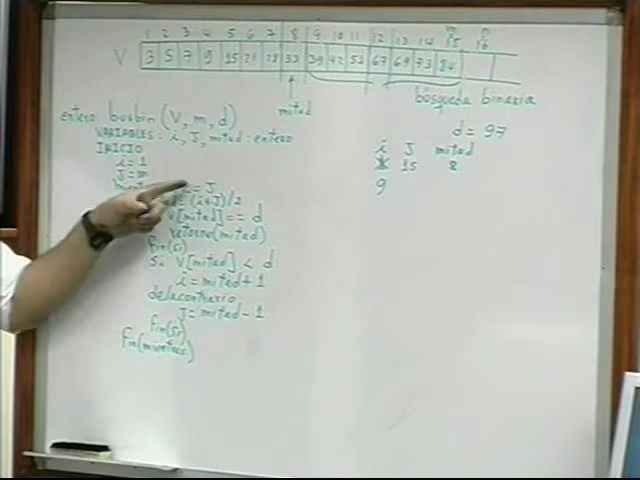 1 2 3 4 5 6 7 8 9 10 11 12 13 14 15 16
V 3 5 7 9 15 21 28 33 39 42 52 67 69 73 84
mitad
búsqueda binaria
entero busbin (V, m, d)
VARIABLES = i, J, mitad = entero
INICIO
i = 1
J = m
= J
= (i+J)/2
V[mitad] == d
retorne(mitad)
fin(si)
Si V[mitad] < d
i = mitad + 1
delocontrario
J = mitad - 1
fin(si)
fin(mientras)
d = 97
i J mitad
1 15 8
9